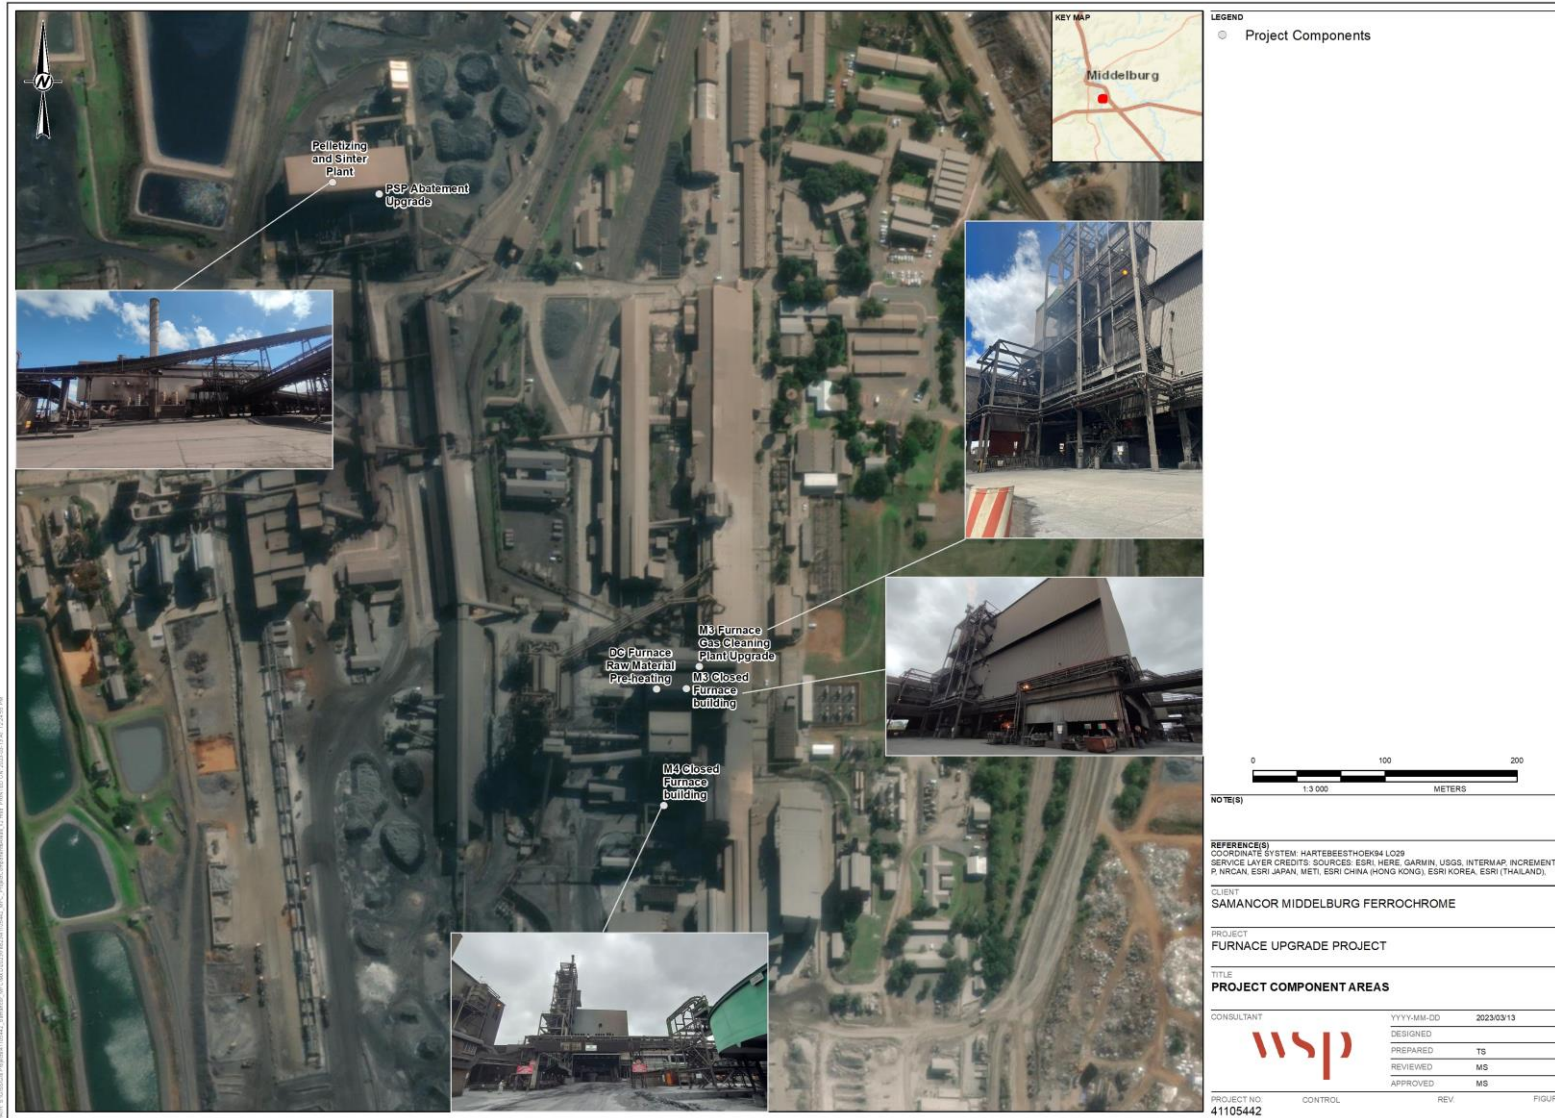 N
KEY MAP
Middelburg
Pelletizing
and Sinter
Plant
PSP Abatement
Upgrade
M3 Furnace
Gas Cleaning
Plant Upgrade
DC Furnace
Raw Material
Pre-heating
M3 Closed
Furnace
building
M4 Closed
Furnace
building
LEGEND
Project Components
0 100 200
1:3 000 METERS
NOTE(S)
REFERENCE(S)
COORDINATE SYSTEM: HARTEBEESTHOEK94 LO29
SERVICE LAYER CREDITS: SOURCES: ESRI, HERE, GARMIN, USGS, INTERMAP, INCREMENT
P, NRCAN, ESRI JAPAN, METI, ESRI CHINA (HONG KONG), ESRI KOREA, ESRI (THAILAND),
CLIENT
SAMANCOR MIDDELBURG FERROCHROME
PROJECT
FURNACE UPGRADE PROJECT
TITLE
PROJECT COMPONENT AREAS
CONSULTANT
wsp
YYYY-MM-DD 2023/03/13
DESIGNED
PREPARED TS
REVIEWED MS
APPROVED MS
PROJECT NO. CONTROL REV. FIGUR
41105442